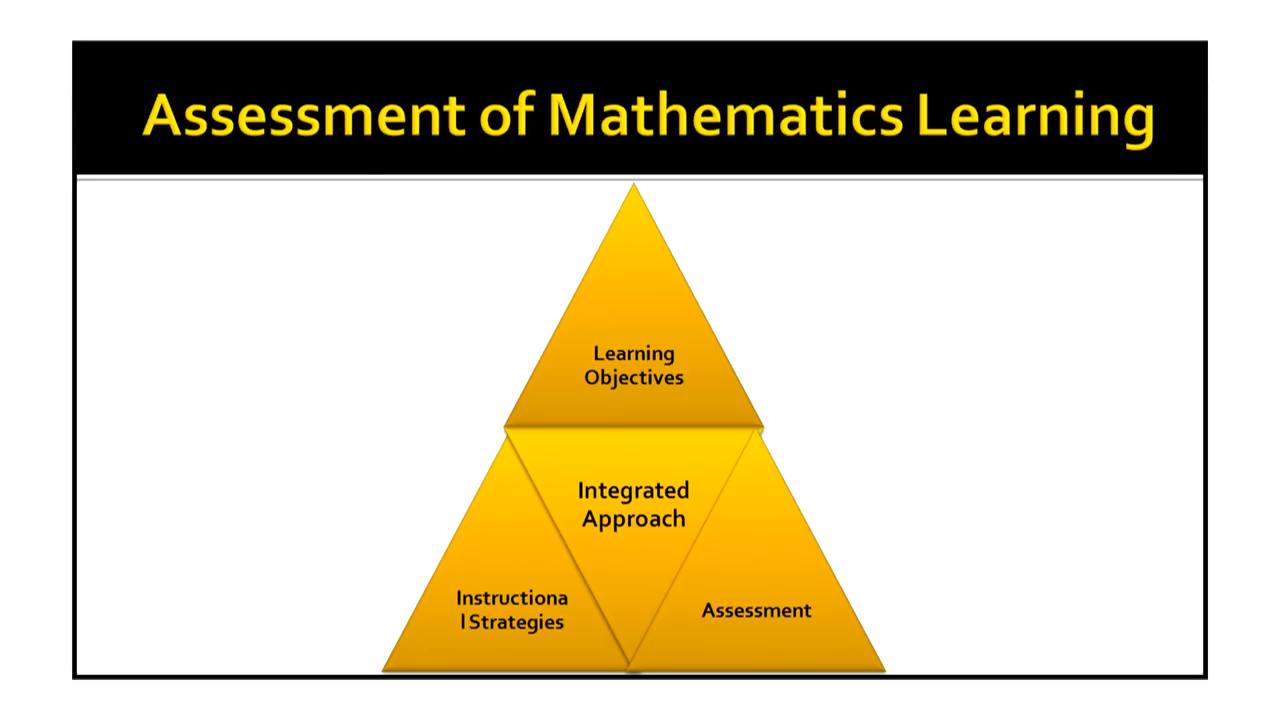 Assessment of Mathematics Learning
Learning
Objectives
Integrated
Approach
Instructiona
l Strategies
Assessment